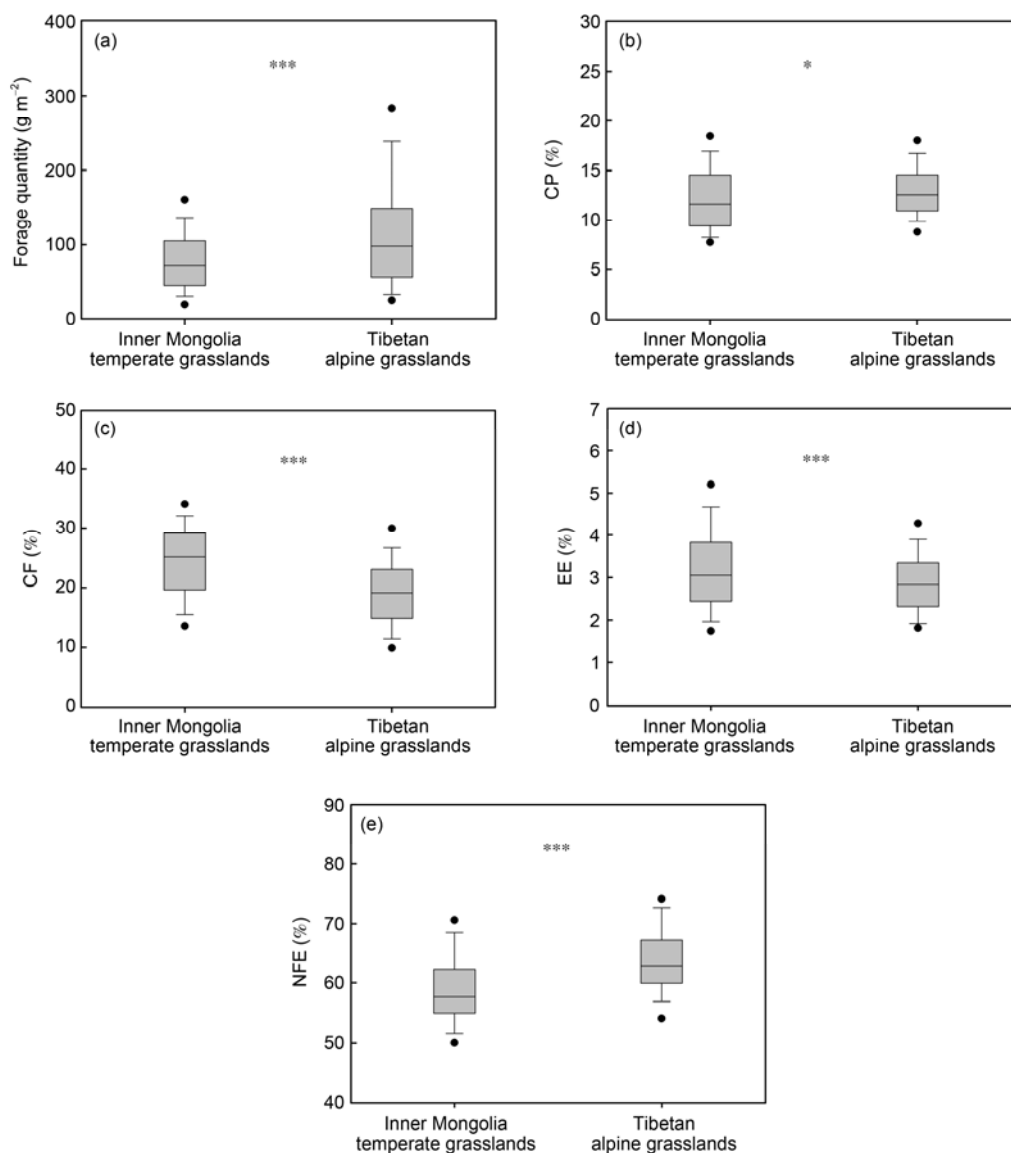 (a)
Forage quantity (g m⁻²)
400
300
200
100
0
***
Inner Mongolia
temperate grasslands
Tibetan
alpine grasslands
(b)
CP (%)
30
25
20
15
10
5
0
*
Inner Mongolia
temperate grasslands
Tibetan
alpine grasslands
(c)
CF (%)
50
40
30
20
10
0
***
Inner Mongolia
temperate grasslands
Tibetan
alpine grasslands
(d)
EE (%)
7
6
5
4
3
2
1
0
***
Inner Mongolia
temperate grasslands
Tibetan
alpine grasslands
(e)
NFE (%)
90
80
70
60
50
40
***
Inner Mongolia
temperate grasslands
Tibetan
alpine grasslands